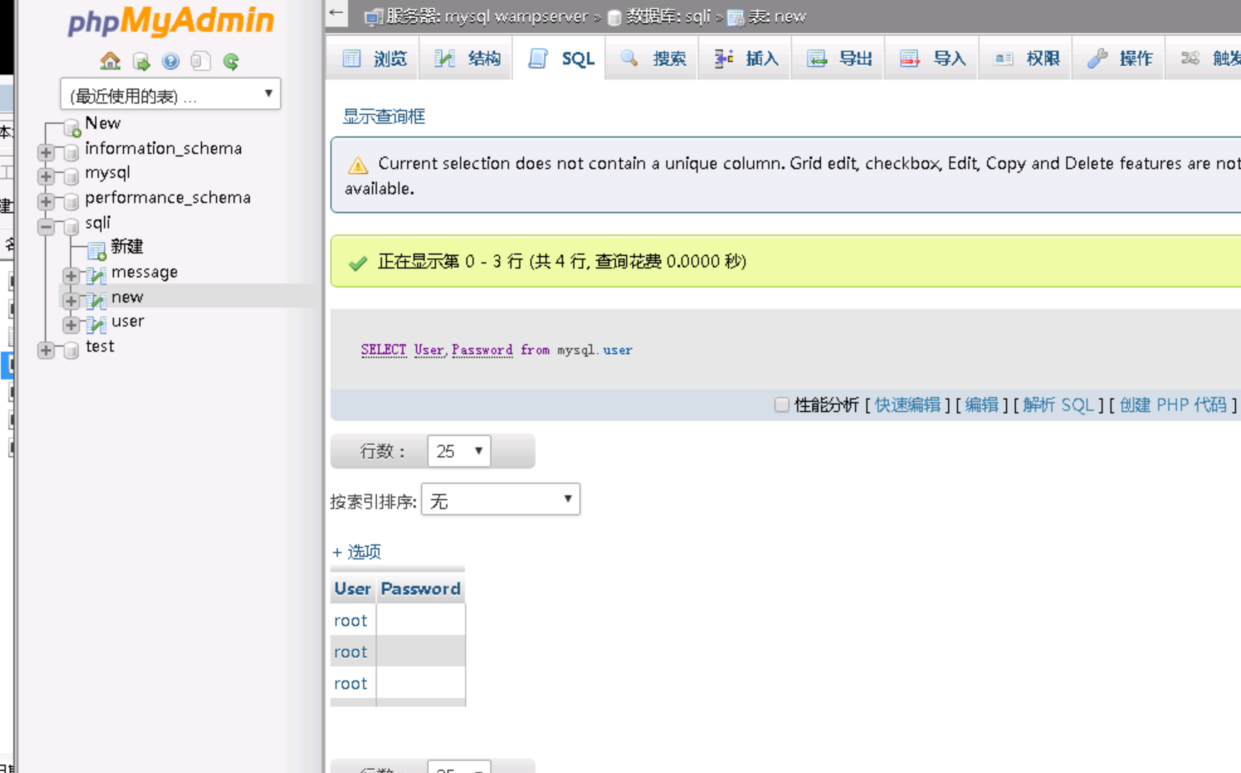 phpMyAdmin
(最近使用的表) ...
New
information_schema
mysql
performance_schema
sqli
新建
message
new
user
test
← 服务器: mysql wampserver » 数据库: sqli » 表: new
浏览 结构 SQL 搜索 插入 导出 导入 权限 操作
显示查询框
Current selection does not contain a unique column. Grid edit, checkbox, Edit, Copy and Delete features are not
available.
正在显示第 0 - 3 行 (共 4 行, 查询花费 0.0000 秒)
SELECT User,Password from mysql.user
性能分析 [ 快速编辑 ] [ 编辑 ] [ 解析 SQL ] [ 创建 PHP 代码 ]
行数： 25
按索引排序: 无
+ 选项
User Password
root
root
root